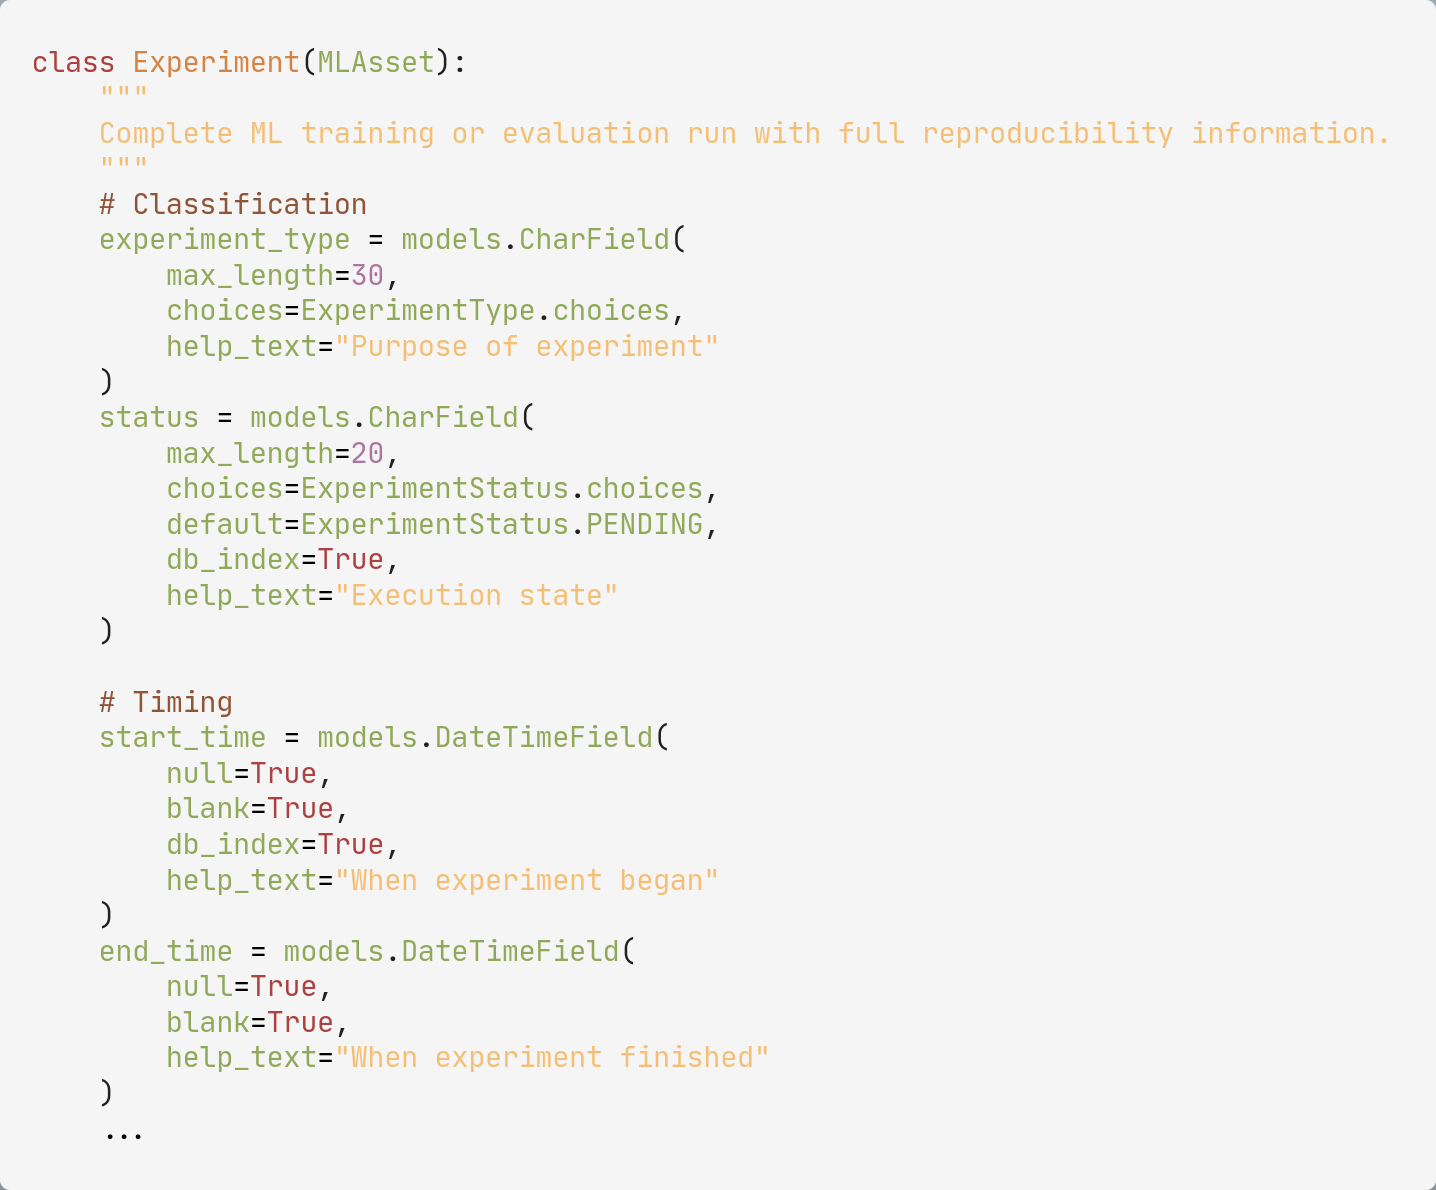 class Experiment(MLAsset):
    """
    Complete ML training or evaluation run with full reproducibility information.
    """
    # Classification
    experiment_type = models.CharField(
        max_length=30,
        choices=ExperimentType.choices,
        help_text="Purpose of experiment"
    )
    status = models.CharField(
        max_length=20,
        choices=ExperimentStatus.choices,
        default=ExperimentStatus.PENDING,
        db_index=True,
        help_text="Execution state"
    )

    # Timing
    start_time = models.DateTimeField(
        null=True,
        blank=True,
        db_index=True,
        help_text="When experiment began"
    )
    end_time = models.DateTimeField(
        null=True,
        blank=True,
        help_text="When experiment finished"
    )
    ...